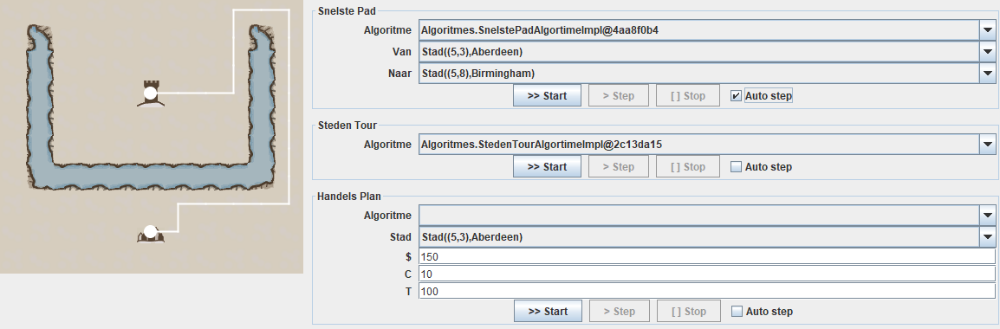 Snelste Pad
Algoritme Algoritmes.SnelstePadAlgortimeImpl@4aa8f0b4
Van Stad((5,3),Aberdeen)
Naar Stad((5,8),Birmingham)
>> Start > Step [ ] Stop Auto step
Steden Tour
Algoritme Algoritmes.StedenTourAlgortimeImpl@2c13da15
>> Start > Step [ ] Stop Auto step
Handels Plan
Algoritme
Stad Stad((5,3),Aberdeen)
$ 150
C 10
T 100
>> Start > Step [ ] Stop Auto step